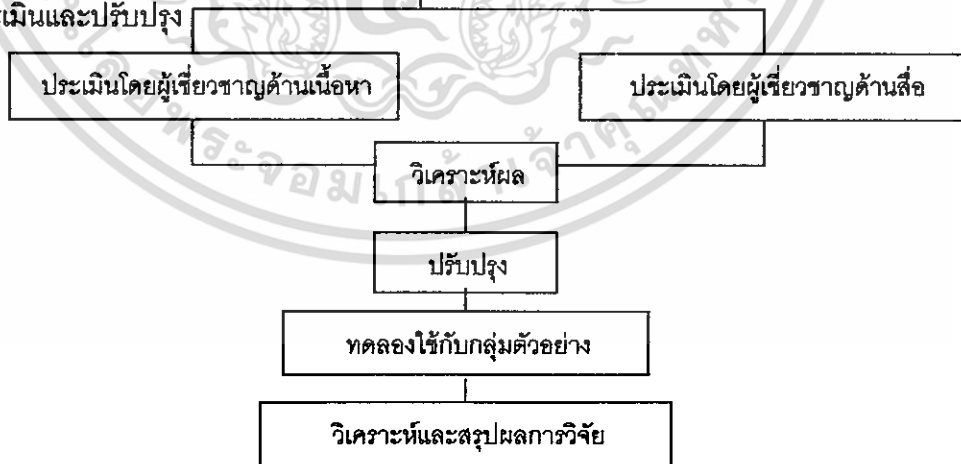 ะเมินและปรับปรุง
ประเมินโดยผู้เชี่ยวชาญด้านเนื้อหา
ประเมินโดยผู้เชี่ยวชาญด้านสื่อ
วิเคราะห์ผล
ปรับปรุง
ทดลองใช้กับกลุ่มตัวอย่าง
วิเคราะห์และสรุปผลการวิจัย